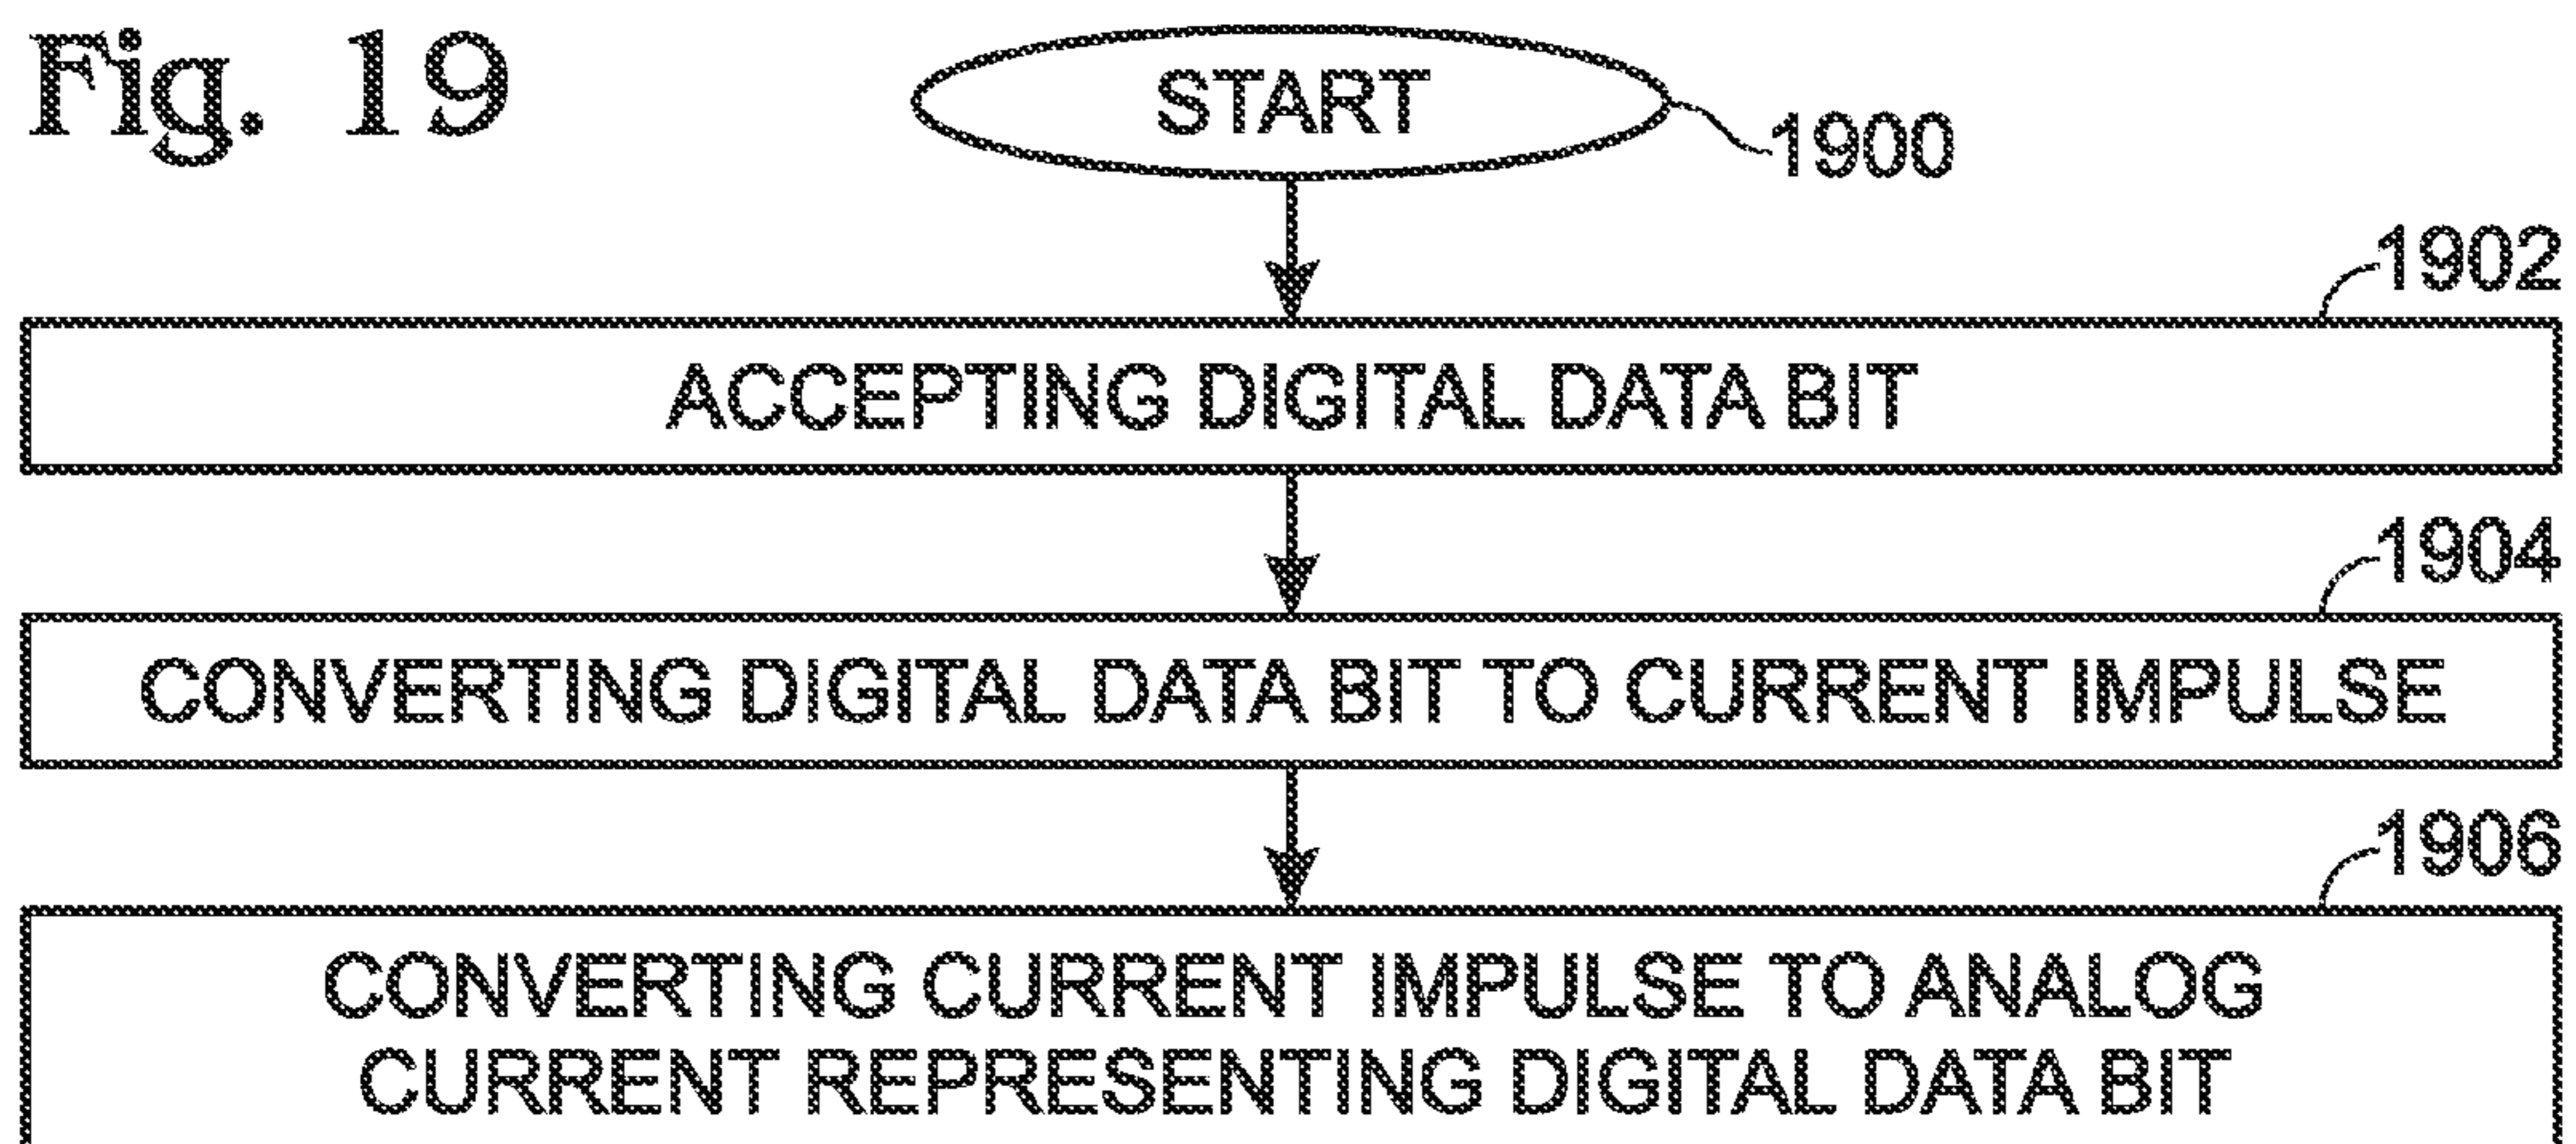 Fig. 19
START
1900
1902
ACCEPTING DIGITAL DATA BIT
1904
CONVERTING DIGITAL DATA BIT TO CURRENT IMPULSE
1906
CONVERTING CURRENT IMPULSE TO ANALOG
CURRENT REPRESENTING DIGITAL DATA BIT